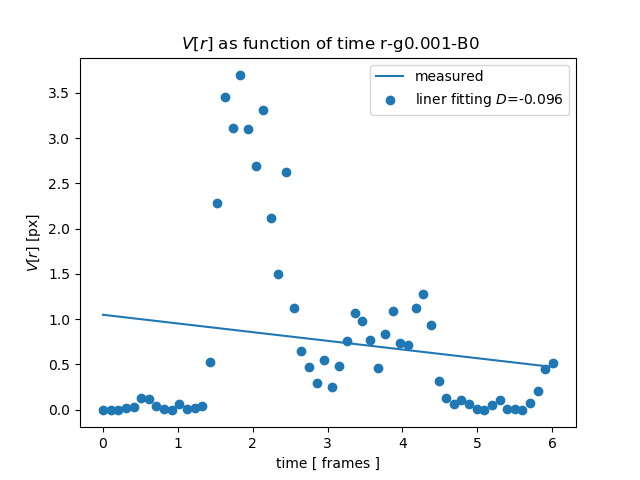 V[r] as function of time r-g0.001-B0
measured
liner fitting D=-0.096
3.5
3.0
2.5
2.0
1.5
1.0
0.5
0.0
V[r] [px]
0 1 2 3 4 5 6
time [ frames ]